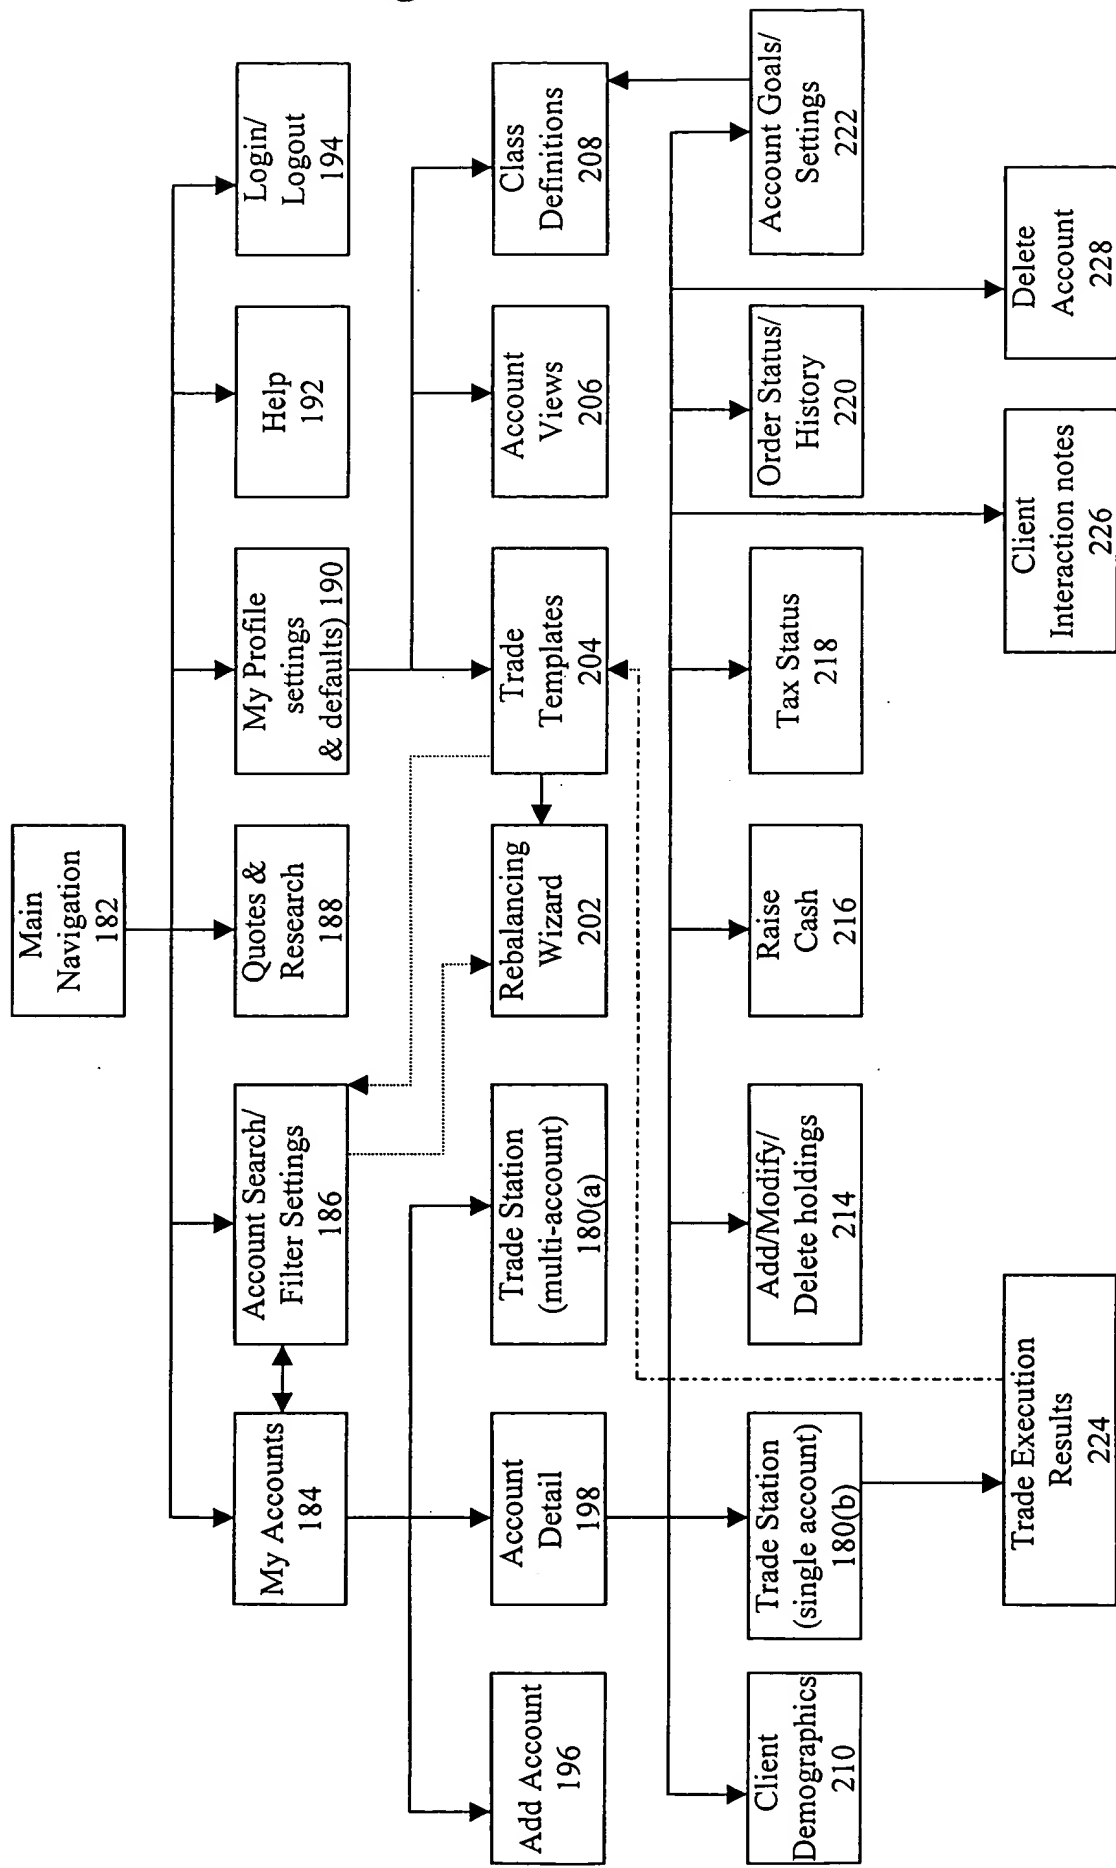 Main
Navigation
182
My Accounts
184
Account Search/
Filter Settings
186
Quotes &
Research
188
My Profile
settings
& defaults) 190
Help
192
Login/
Logout
194
Add Account
196
Account
Detail
198
Trade Station
(multi-account)
180(a)
Rebalancing
Wizard
202
Trade
Templates
204
Account
Views
206
Class
Definitions
208
Client
Demographics
210
Trade Station
(single account)
180(b)
Add/Modify/
Delete holdings
214
Raise
Cash
216
Tax Status
218
Order Status/
History
220
Account Goals/
Settings
222
Trade Execution
Results
224
Client
Interaction notes
226
Delete
Account
228